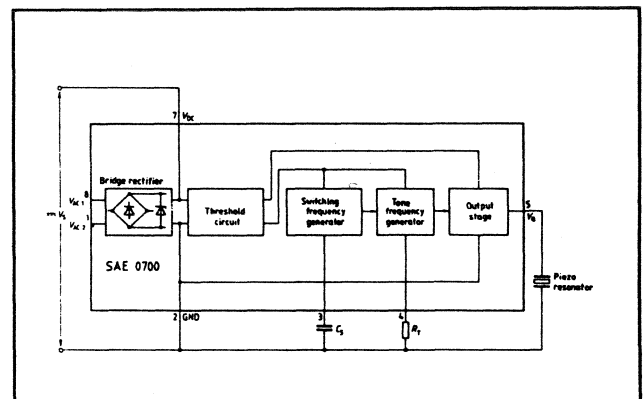 7 V_DC
Bridge rectifier
V_AC 1 8
V_AC 2 1
V_S
Threshold circuit
Switching frequency generator
Tone frequency generator
Output stage
5
V_Q
SAE 0700
Piezo resonator
2 GND
3 C_S
4 R_T